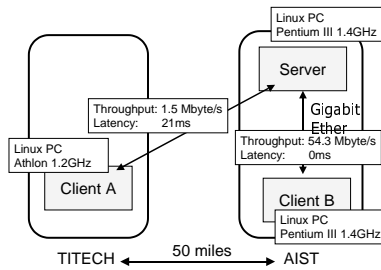 Linux PC
Pentium III 1.4GHz
Server
Throughput: 1.5 Mbyte/s
Latency: 21ms
Gigabit
Ether
Linux PC
Athlon 1.2GHz
Throughput: 54.3 Mbyte/s
Latency: 0ms
Client A
Client B
Linux PC
Pentium III 1.4GHz
TITECH
50 miles
AIST